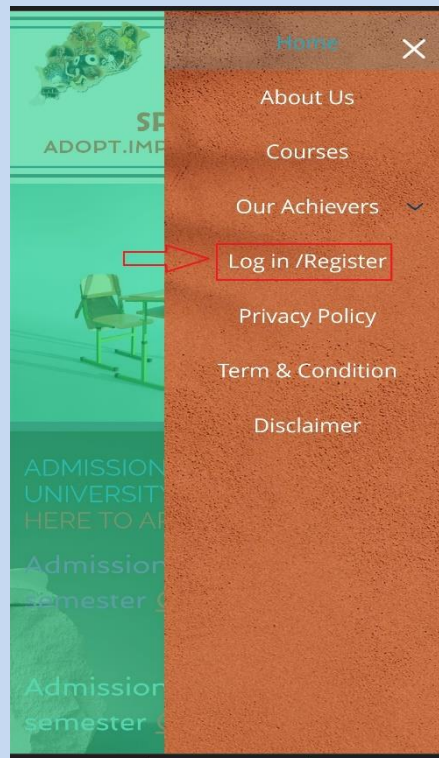 Home
SP
ADOPT.IMP
About Us
Courses
Our Achievers
Log in /Register
Privacy Policy
Term & Condition
Disclaimer
ADMISSION
UNIVERSIT
HERE TO AP
Admission
semester
Admission
semester